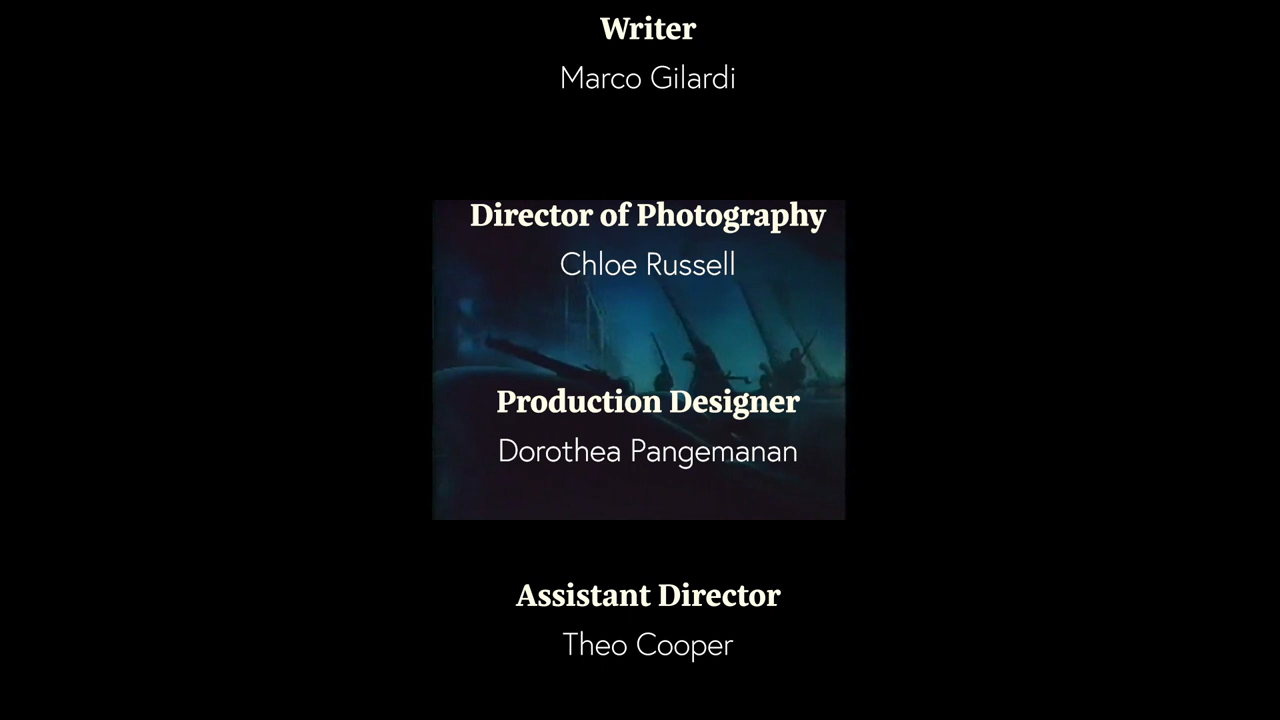 Writer
Marco Gilardi
Director of Photography
Chloe Russell
Production Designer
Dorothea Pangemanan
Assistant Director
Theo Cooper